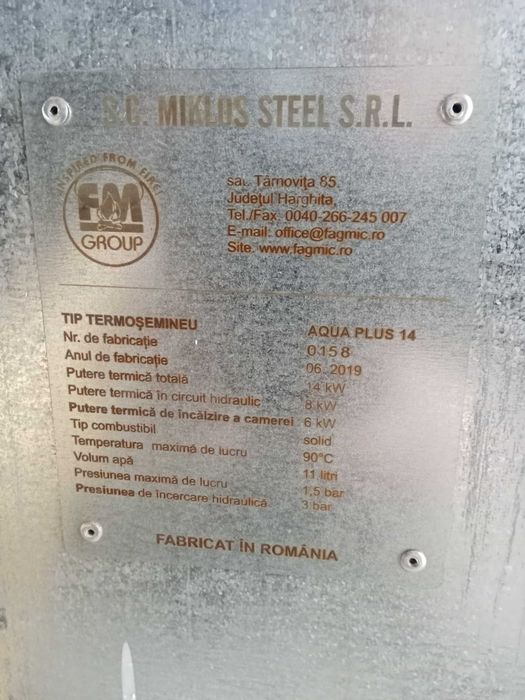 S.C. MIKLOS STEEL S.R.L.
INSPIRED FROM FIRE!
FM
GROUP
sat. Târnovița 85.
Județul Harghita,
Tel./Fax. 0040-266-245 007
E-mail: office@fagmic.ro
Site. www.fagmic.ro
TIP TERMOȘEMINEU AQUA PLUS 14
Nr. de fabricație 0158
Anul de fabricație 06. 2019
Putere termică totală 14 kW
Putere termică în circuit hidraulic 8 kW
Putere termică de încălzire a camerei 6 kW
Tip combustibil solid
Temperatura maximă de lucru 90°C
Volum apă 11 litri
Presiunea maximă de lucru 1,5 bar
Presiunea de încercare hidraulică 3 bar
FABRICAT ÎN ROMÂNIA